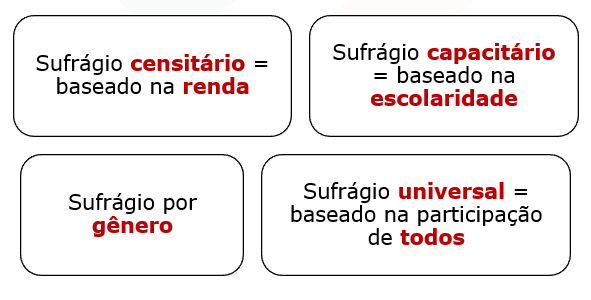 Sufrágio censitário =
baseado na renda
Sufrágio capacitário
= baseado na
escolaridade
Sufrágio por
gênero
Sufrágio universal =
baseado na participação
de todos